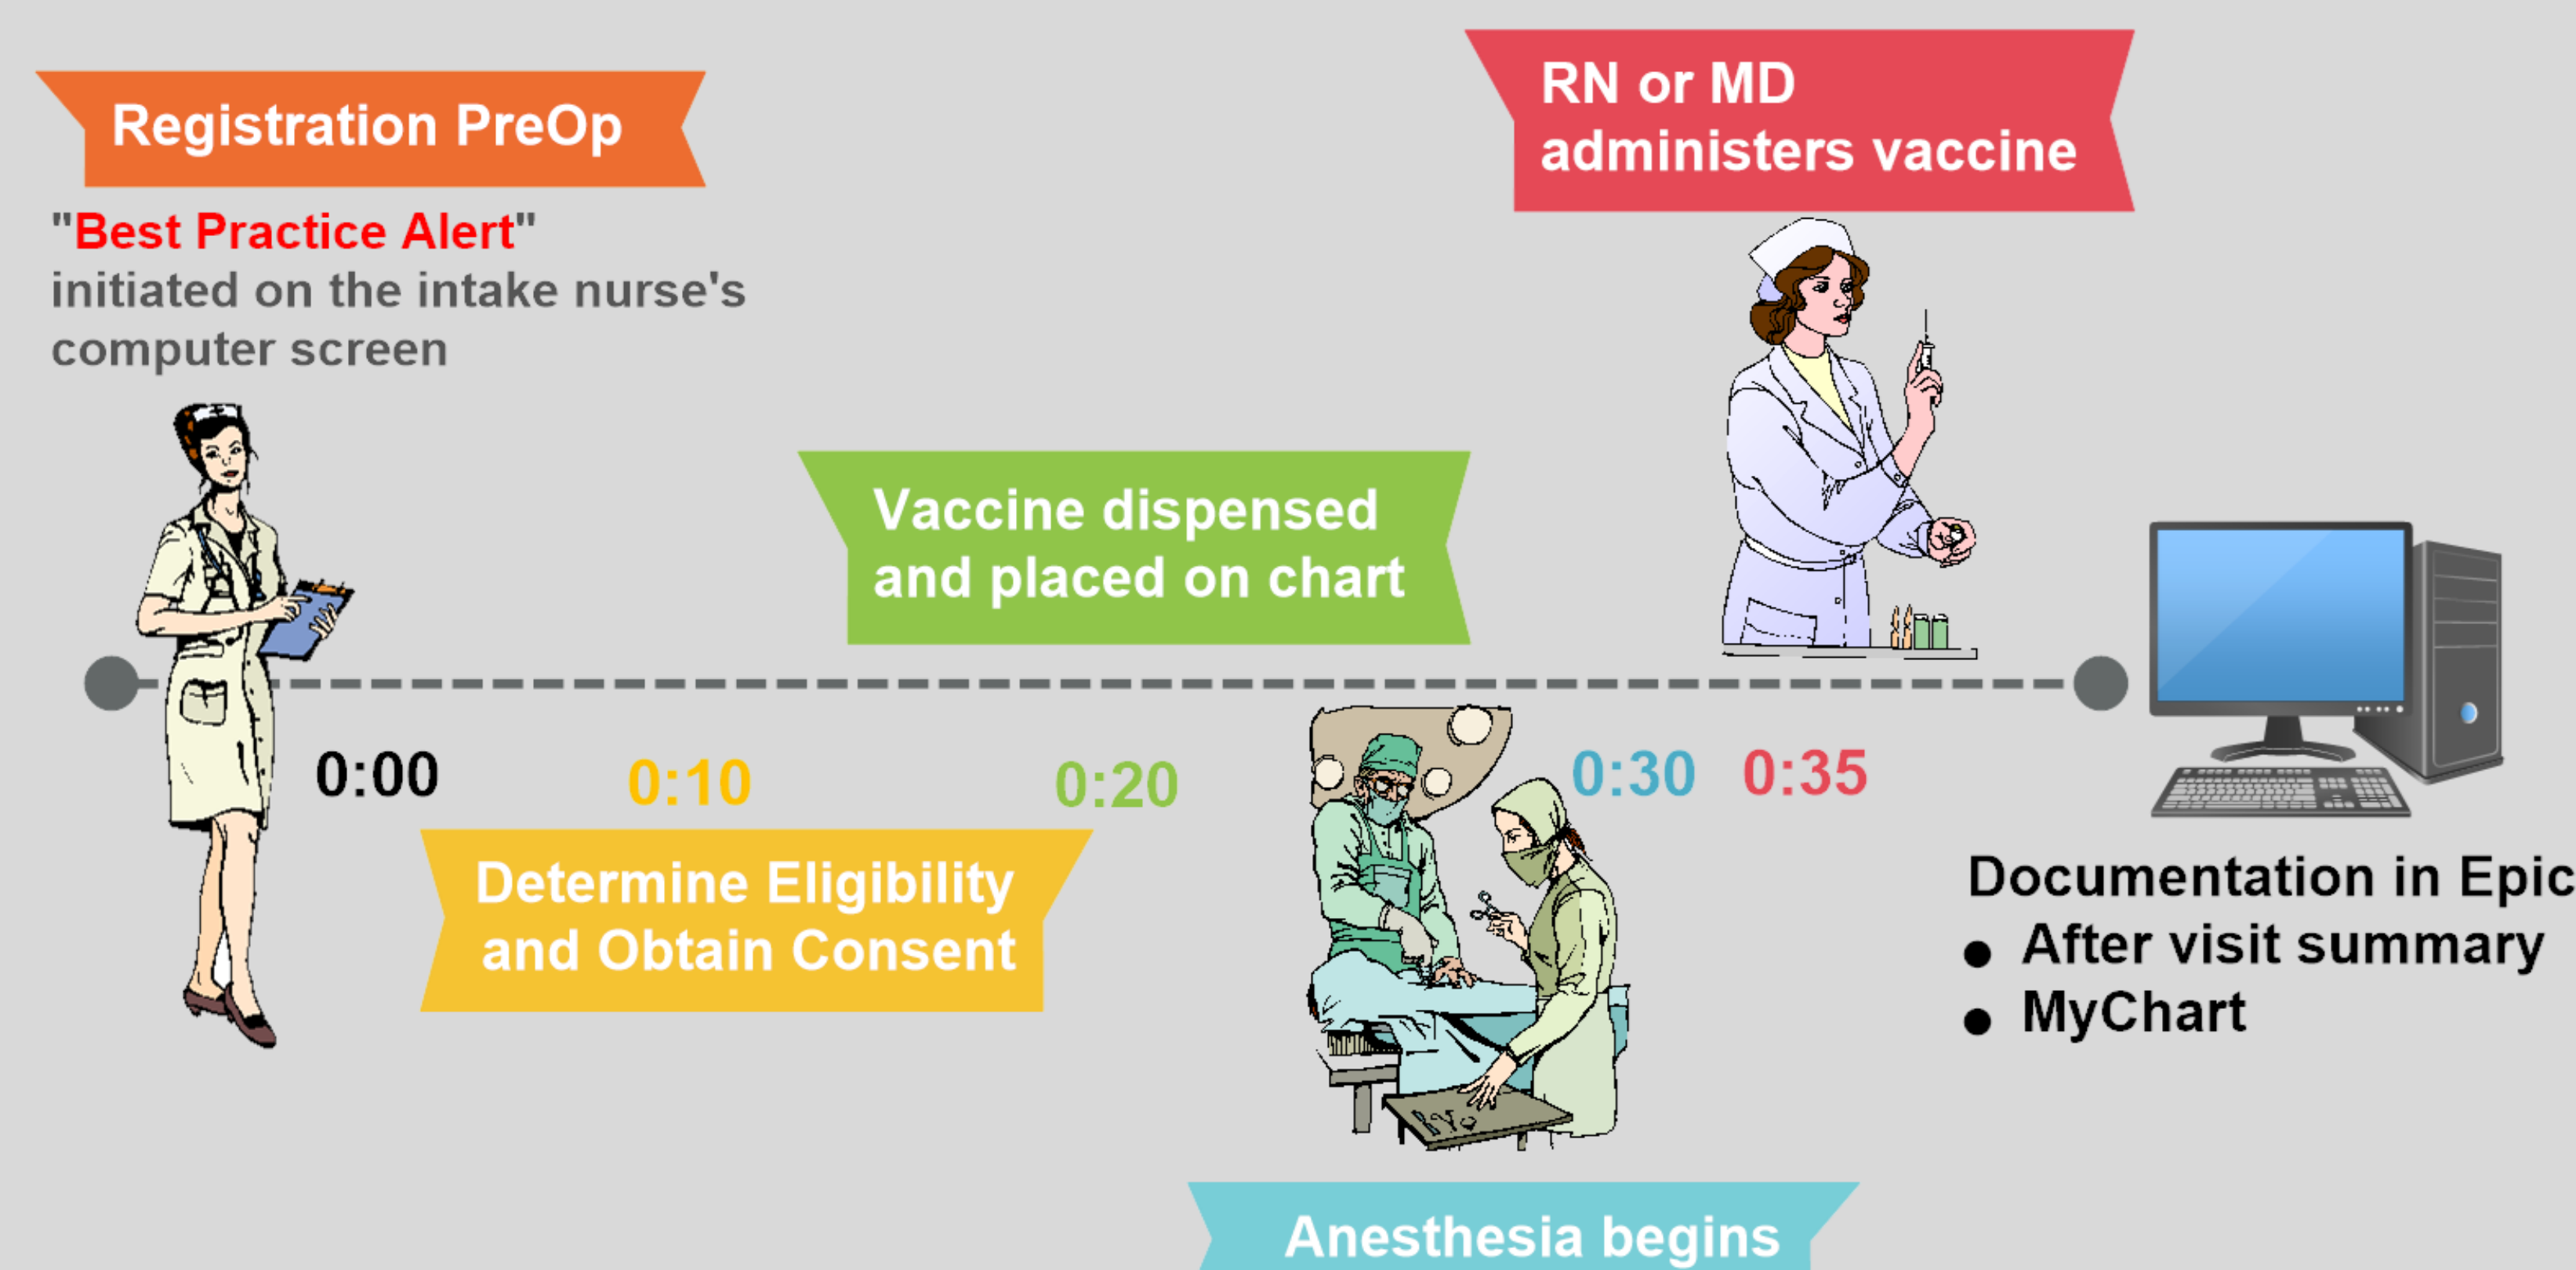 Registration PreOp
"Best Practice Alert"
initiated on the intake nurse's
computer screen
RN or MD
administers vaccine
Vaccine dispensed
and placed on chart
0:00
0:10
0:20
0:30
0:35
Determine Eligibility
and Obtain Consent
Documentation in Epic
● After visit summary
● MyChart
Anesthesia begins